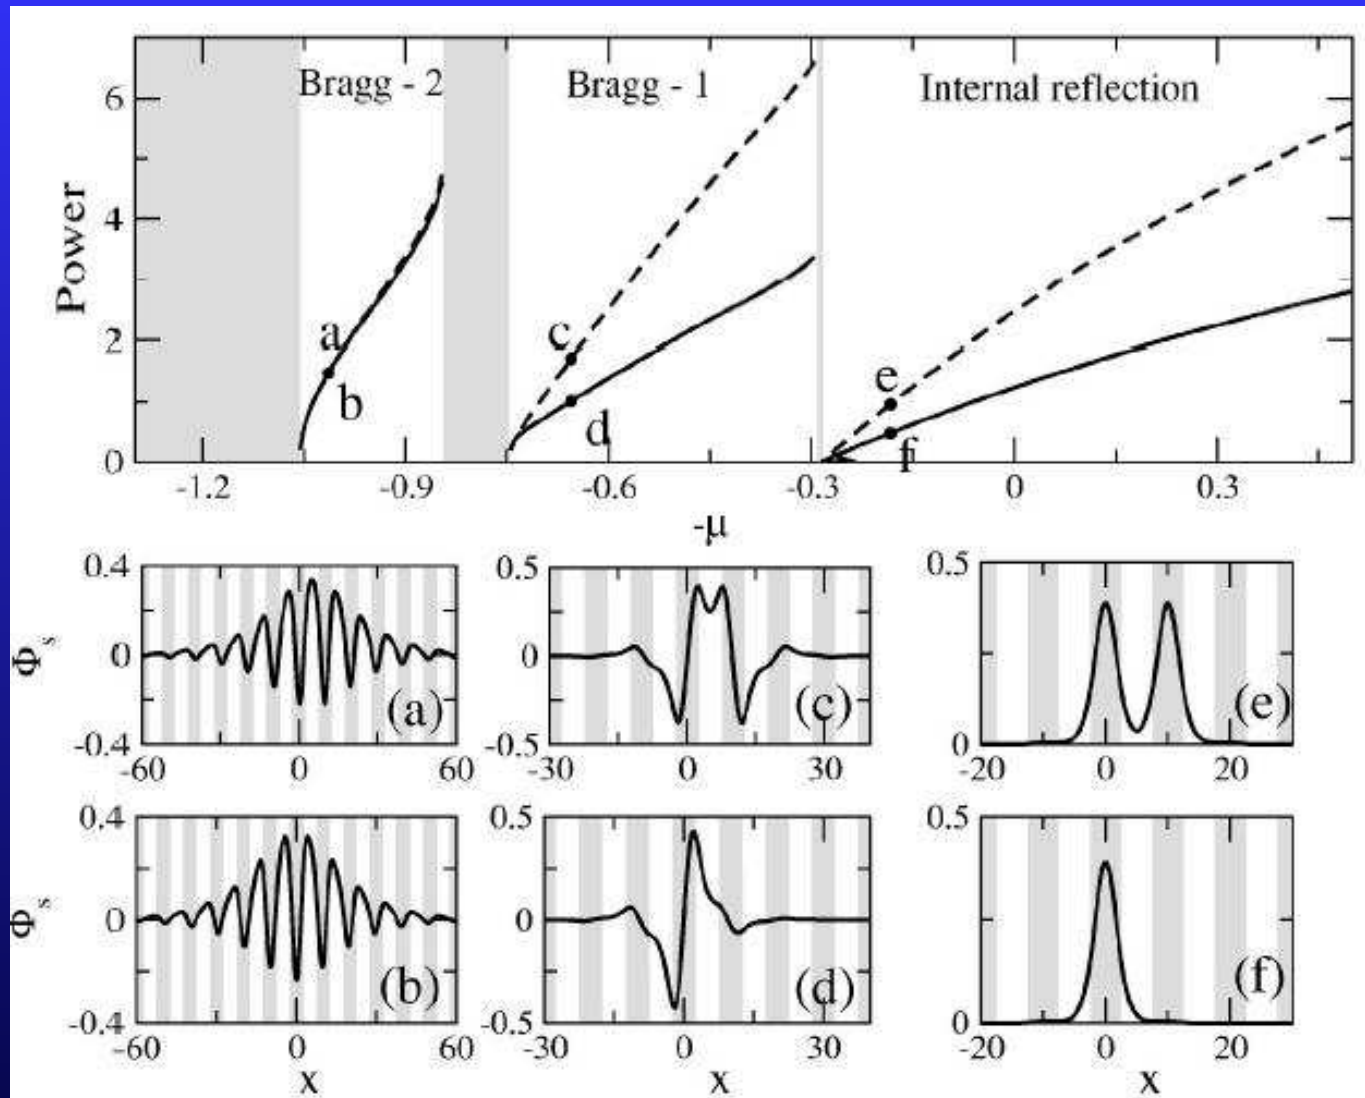 Bragg - 2 Bragg - 1 Internal reflection
Power
6
4
2
0
a
b
c
d
e
f
-1.2 -0.9 -0.6 -0.3 0 0.3
-μ
Φs
0.4
0
-0.4
(a)
-60 0 60
0.5
0
-0.5
(c)
-30 0 30
0.5
0
(e)
-20 0 20
Φs
0.4
0
-0.4
(b)
-60 0 60
x
0.5
0
-0.5
(d)
0 30
x
0.5
0
(f)
-20 0 20
x